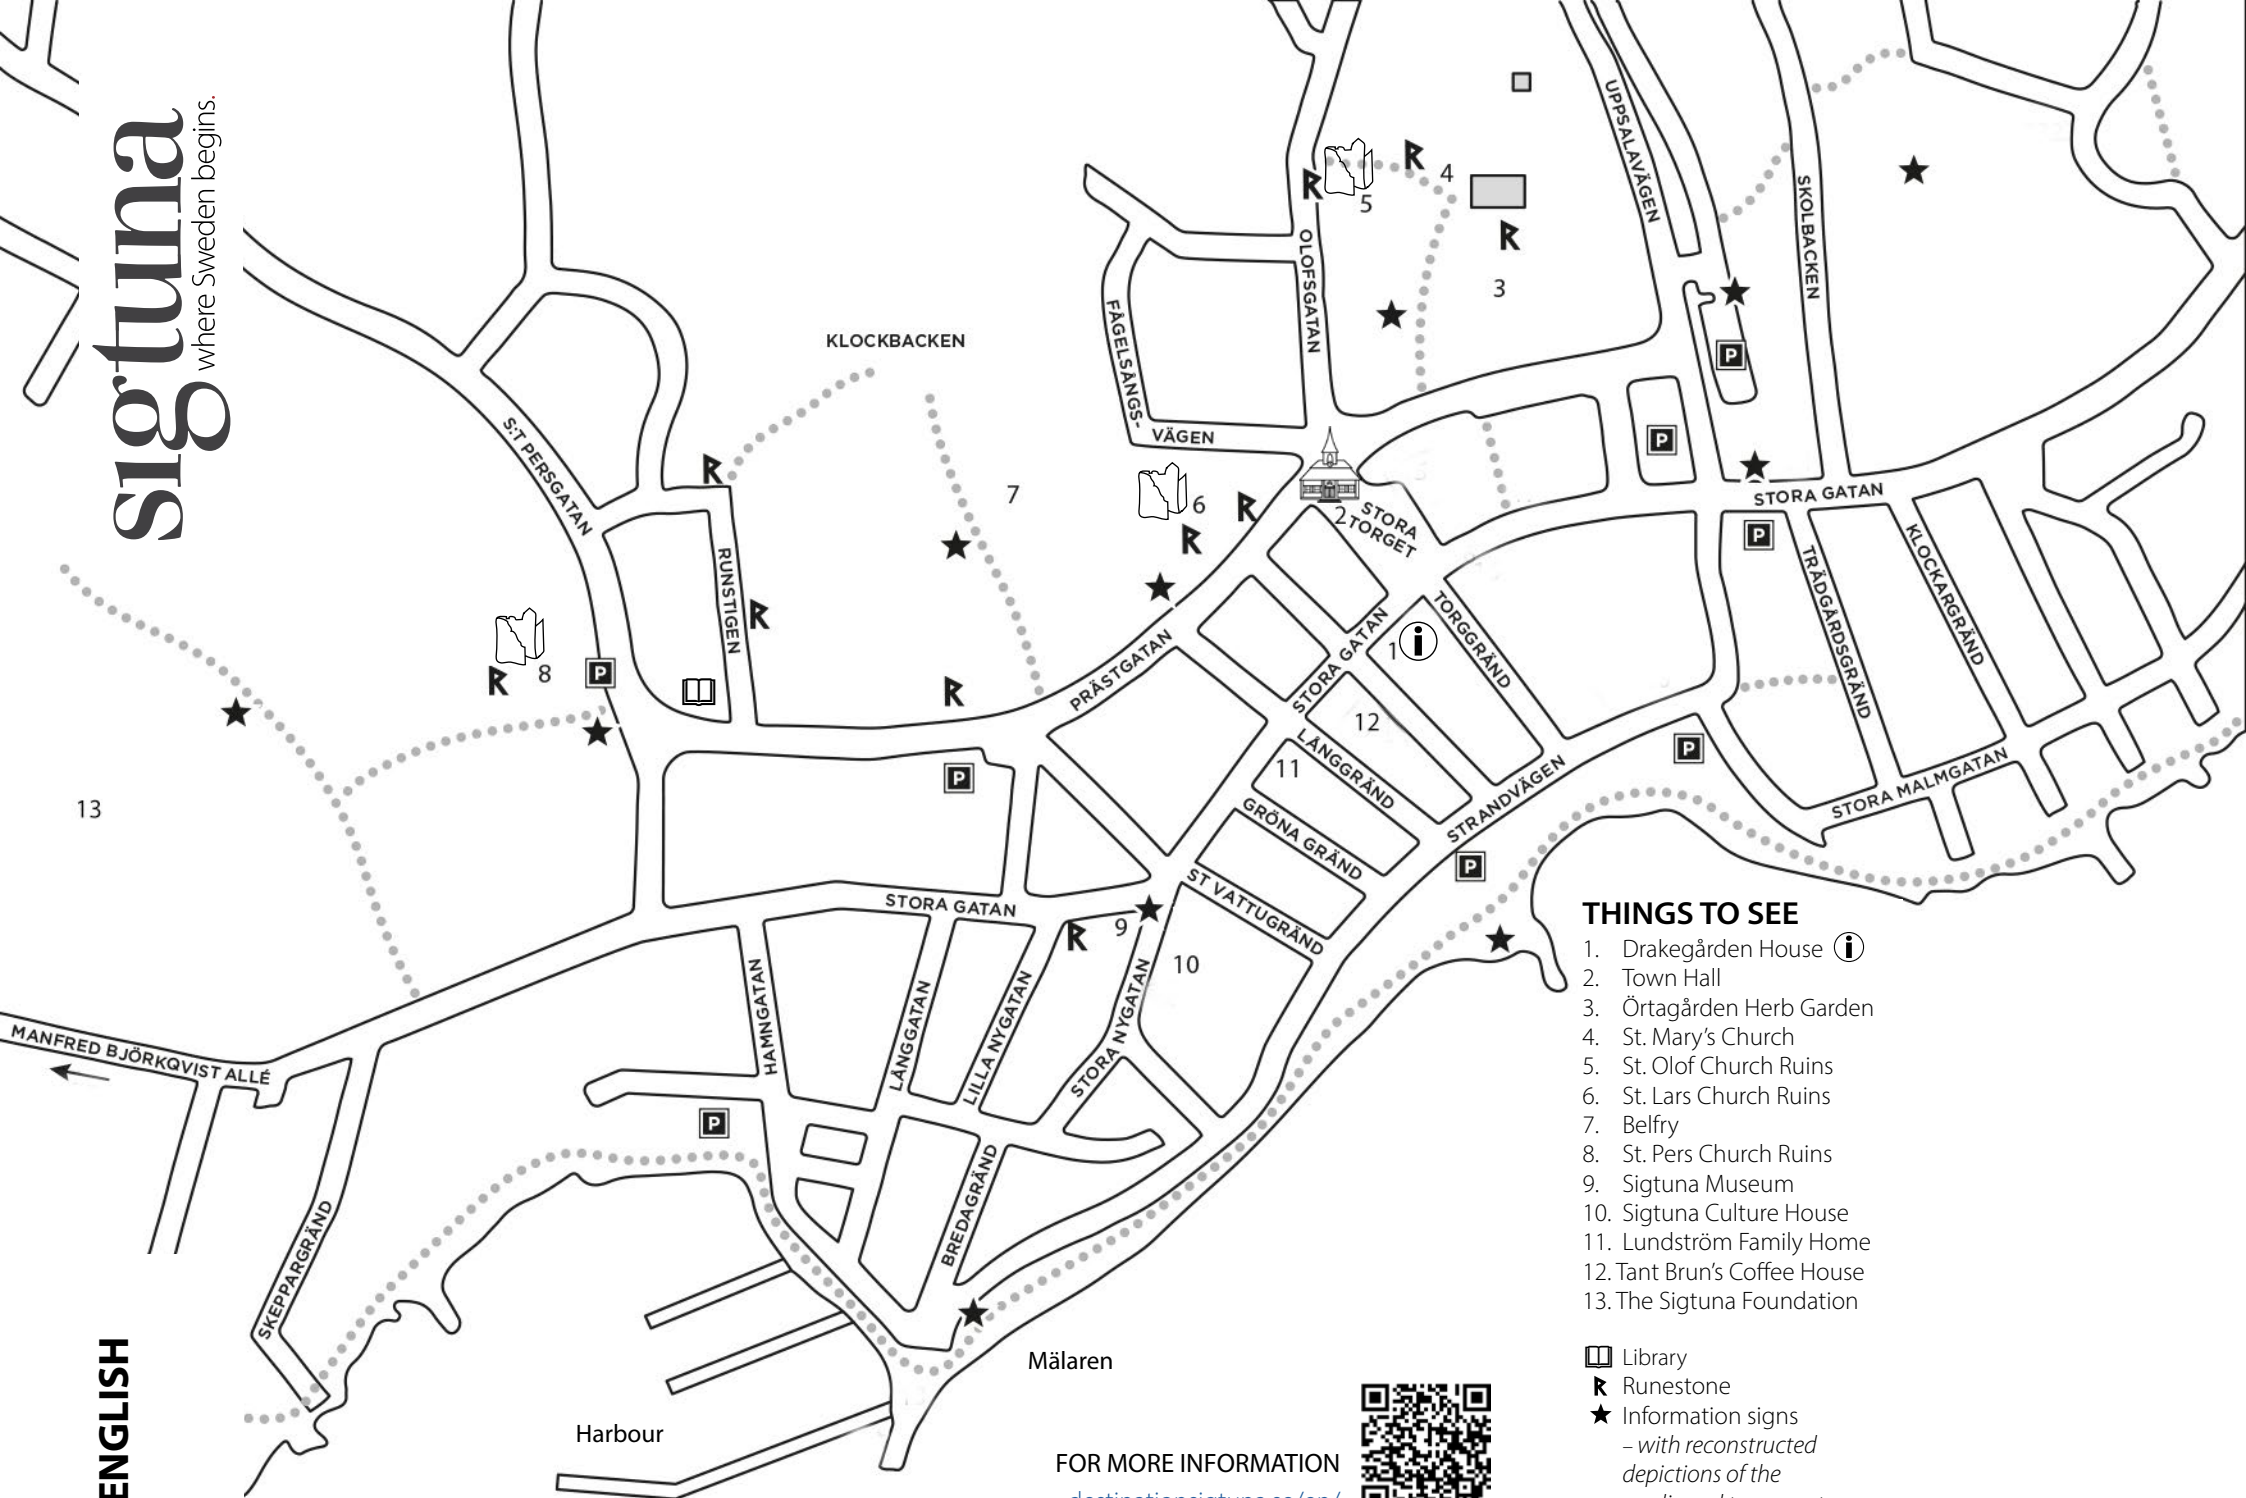 sigtuna
where Sweden begins.
ENGLISH
KLOCKBACKEN
S:T PERSGATAN
RUNSTIGEN
FÅGELSÅNGS-
VÄGEN
OLOFSGATAN
UPPSALAVÄGEN
SKOLBACKEN
5
4
3
6
7
8
13
2
STORA
TORGET
STORA GATAN
P
P
P
P
P
P
P
P
P
PRÄSTGATAN
STORA GATAN
1
i
TORGGRÄND
TRÄDGÅRDSGRÄND
KLOCKARGRÄND
12
LÅNGGRÄND
11
GRÖNA GRÄND
ST VATTUGRÄND
STRANDVÄGEN
STORA MALMGATAN
STORA GATAN
9
10
HAMNGATAN
LÅNGGATAN
LILLA NYGATAN
STORA NYGATAN
BREDAGRÄND
MANFRED BJÖRKQVIST ALLÉ
SKEPPARGRÄND
Mälaren
Harbour
FOR MORE INFORMATION
THINGS TO SEE
1. Drakegården House i
2. Town Hall
3. Örtagården Herb Garden
4. St. Mary’s Church
5. St. Olof Church Ruins
6. St. Lars Church Ruins
7. Belfry
8. St. Pers Church Ruins
9. Sigtuna Museum
10. Sigtuna Culture House
11. Lundström Family Home
12. Tant Brun’s Coffee House
13. The Sigtuna Foundation
Library
Runestone
Information signs
– with reconstructed
depictions of the